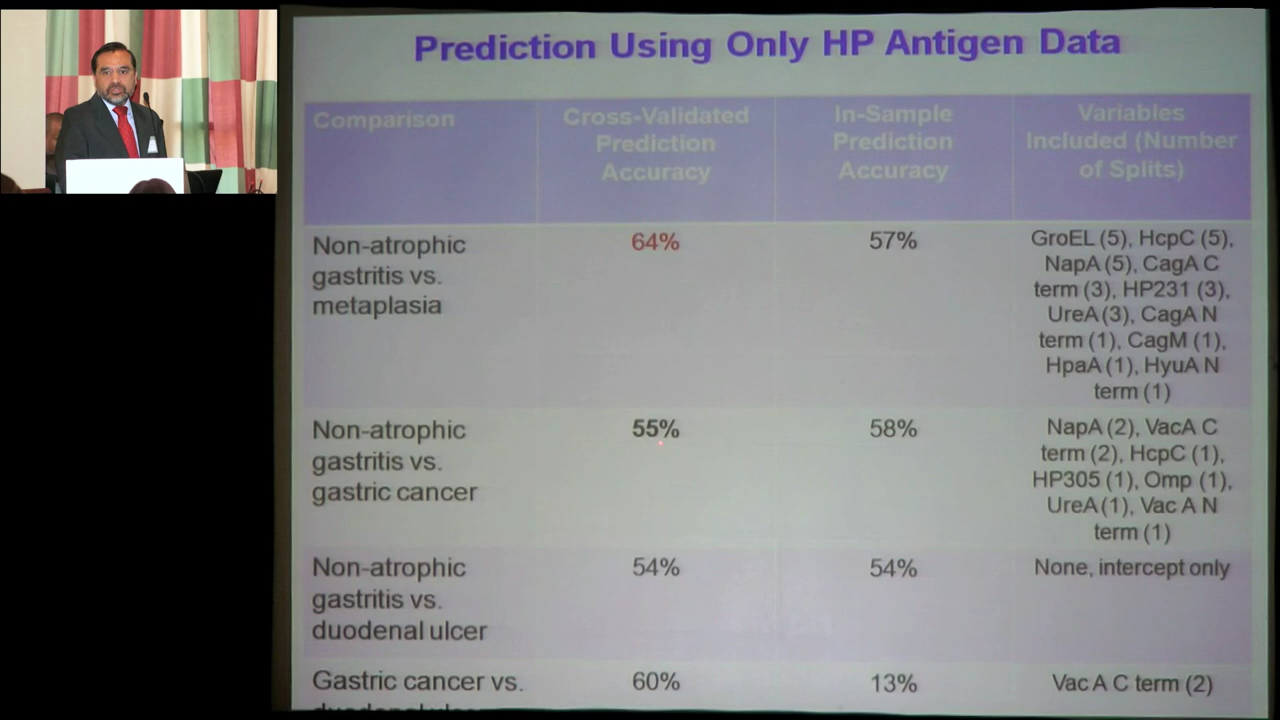 Prediction Using Only HP Antigen Data
Comparison
Cross-Validated
Prediction
Accuracy
In-Sample
Prediction
Accuracy
Variables
Included (Number
of Splits)
Non-atrophic
gastritis vs.
metaplasia
64%
57%
GroEL (5), HcpC (5),
NapA (5), CagA C
term (3), HP231 (3),
UreA (3), CagA N
term (1), CagM (1),
HpaA (1), HyuA N
term (1)
Non-atrophic
gastritis vs.
gastric cancer
55%
58%
NapA (2), VacA C
term (2), HcpC (1),
HP305 (1), Omp (1),
UreA (1), Vac A N
term (1)
Non-atrophic
gastritis vs.
duodenal ulcer
54%
54%
None, intercept only
Gastric cancer vs.
60%
13%
Vac A C term (2)